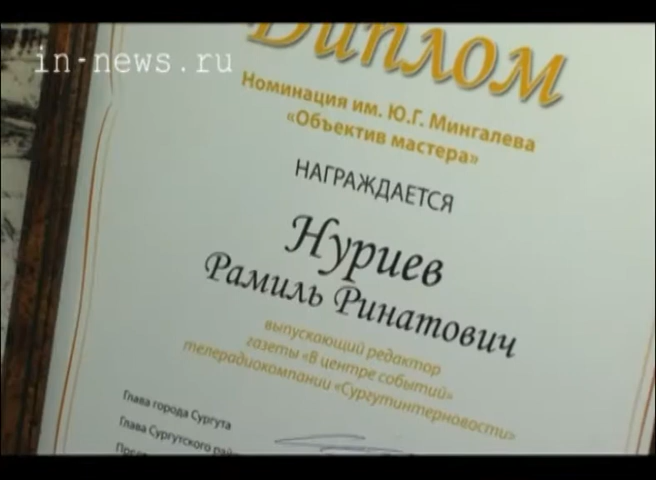 in-news.ru
Диплом
Номинация им. Ю.Г. Мингалева
«Объектив мастера»
НАГРАЖДАЕТСЯ
Нуриев
Рамиль Ринатович
выпускающий редактор
газеты «В центре событий»
телерадиокомпании «Сургутинтерновости»
Глава города Сургута
Глава Сургутского